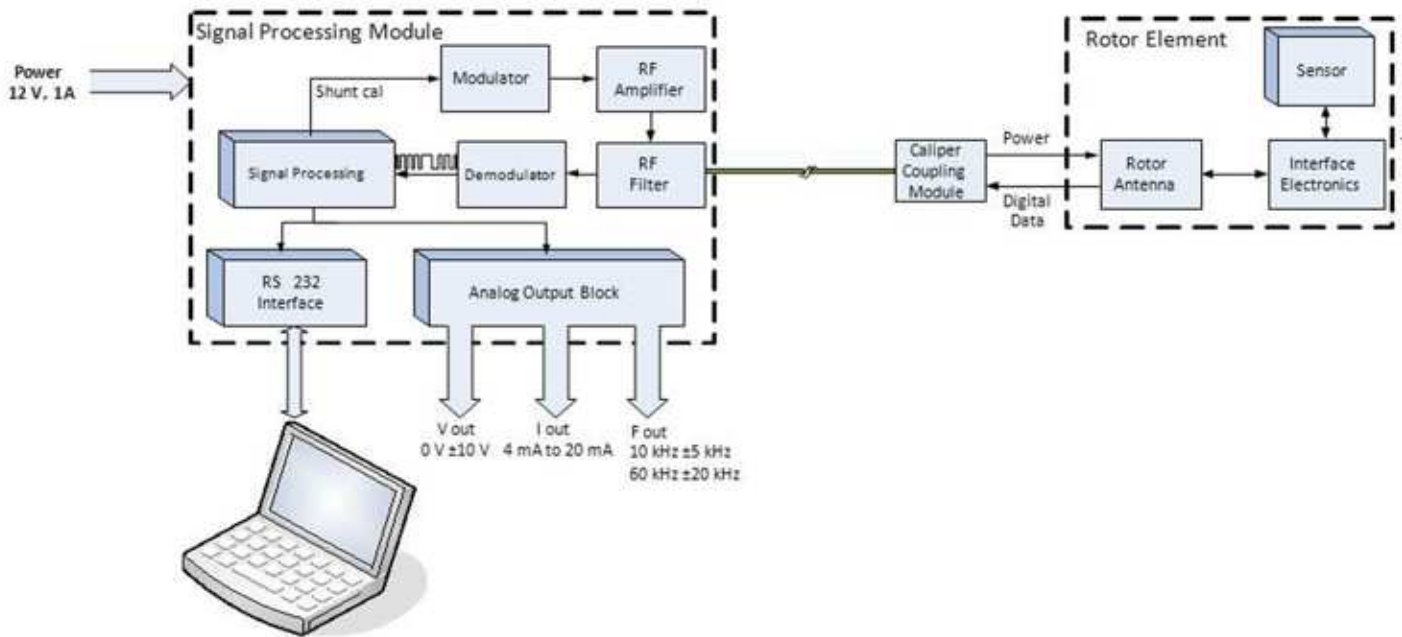 Signal Processing Module
Power
12 V, 1A
Shunt cal
Modulator
RF
Amplifier
Signal Processing
Demodulator
RF
Filter
RS 232
Interface
Analog Output Block
V out
0 V ±10 V
I out
4 mA to 20 mA
F out
10 kHz ±5 kHz
60 kHz ±20 kHz
Caliper
Coupling
Module
Power
Digital
Data
Rotor Element
Sensor
Rotor
Antenna
Interface
Electronics